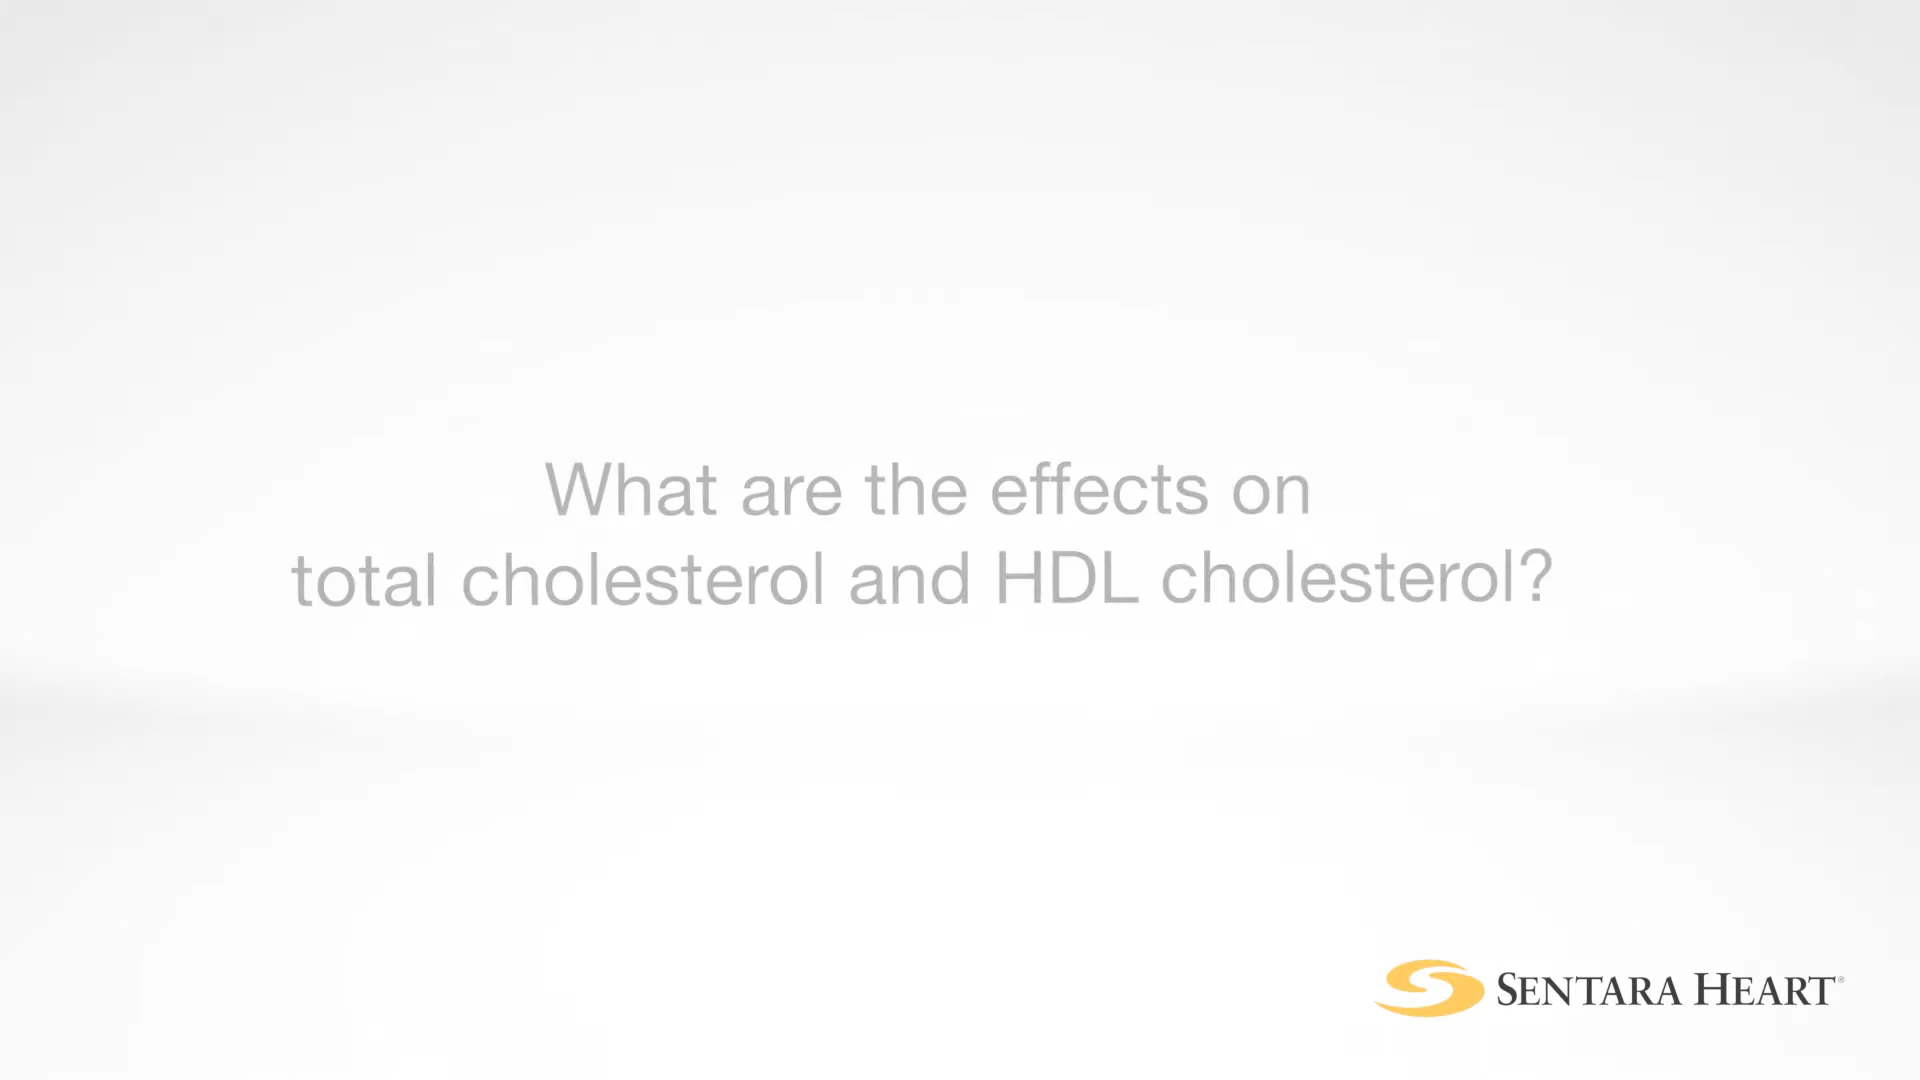 What are the effects on
total cholesterol and HDL cholesterol?
SENTARA HEART®